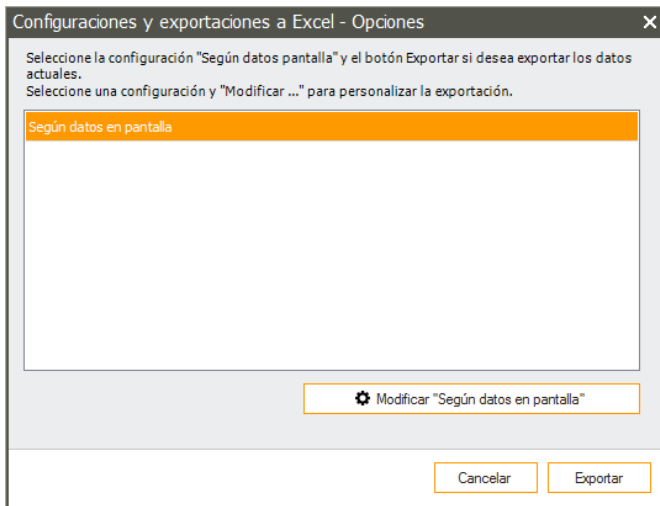 Configuraciones y exportaciones a Excel - Opciones
Seleccione la configuración "Según datos pantalla" y el botón Exportar si desea exportar los datos
actuales.
Seleccione una configuración y "Modificar ..." para personalizar la exportación.
Según datos en pantalla
Modificar "Según datos en pantalla"
Cancelar
Exportar